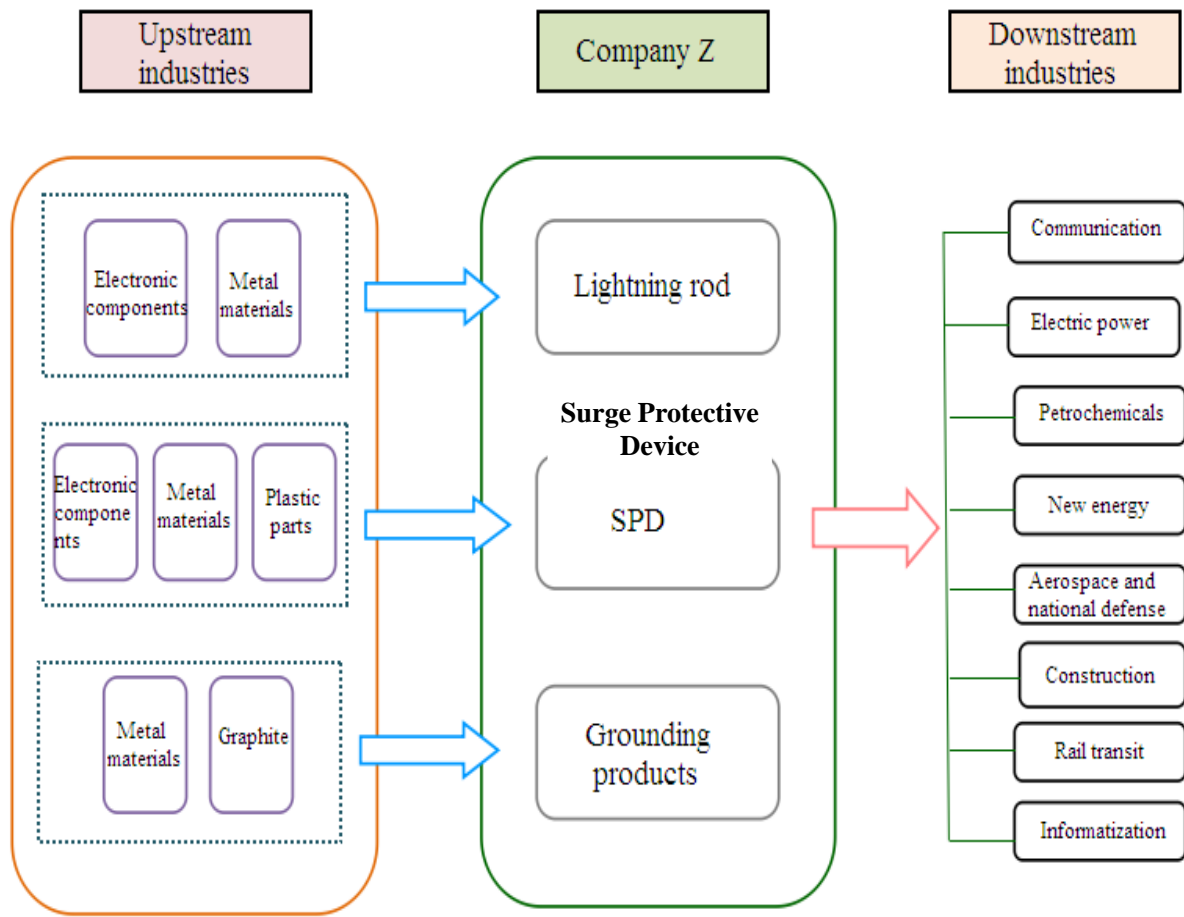 Upstream
industries
Company Z
Downstream
industries
Electronic
components
Metal
materials
Lightning rod
Communication
Electric power
Surge Protective
Device
Petrochemicals
Electronic
compone
nts
Metal
materials
Plastic
parts
SPD
New energy
Aerospace and
national defense
Construction
Metal
materials
Graphite
Grounding
products
Rail transit
Informatization